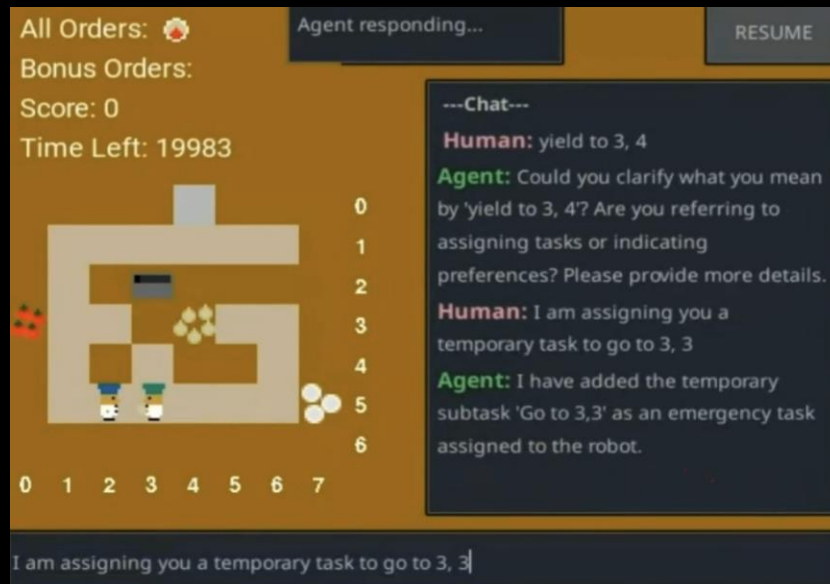 All Orders:
Bonus Orders:
Score: 0
Time Left: 19983
Agent responding...
RESUME
---Chat---
Human: yield to 3, 4
Agent: Could you clarify what you mean
by 'yield to 3, 4'? Are you referring to
assigning tasks or indicating
preferences? Please provide more details.
Human: I am assigning you a
temporary task to go to 3, 3
Agent: I have added the temporary
subtask 'Go to 3,3' as an emergency task
assigned to the robot.
0
1
2
3
4
5
6
0 1 2 3 4 5 6 7
I am assigning you a temporary task to go to 3, 3